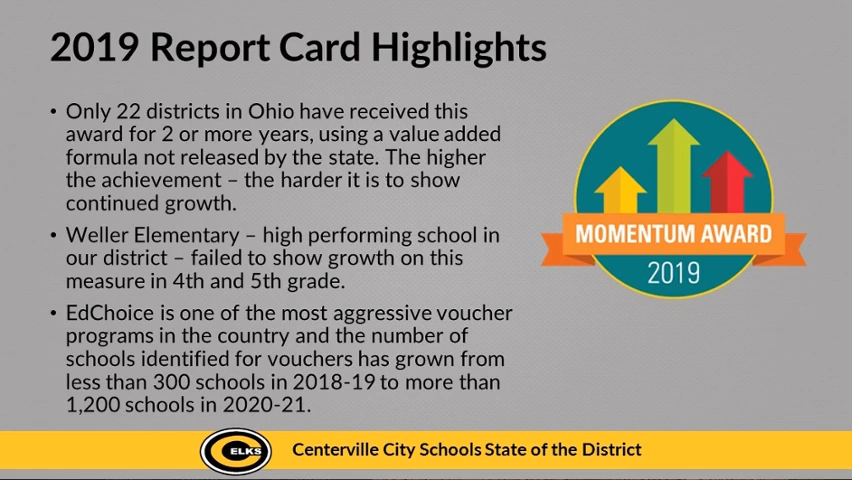 2019 Report Card Highlights
• Only 22 districts in Ohio have received this
award for 2 or more years, using a value added
formula not released by the state. The higher
the achievement – the harder it is to show
continued growth.
• Weller Elementary – high performing school in
our district – failed to show growth on this
measure in 4th and 5th grade.
• EdChoice is one of the most aggressive voucher
programs in the country and the number of
schools identified for vouchers has grown from
less than 300 schools in 2018-19 to more than
1,200 schools in 2020-21.
MOMENTUM AWARD
2019
C ELKS
Centerville City Schools State of the District